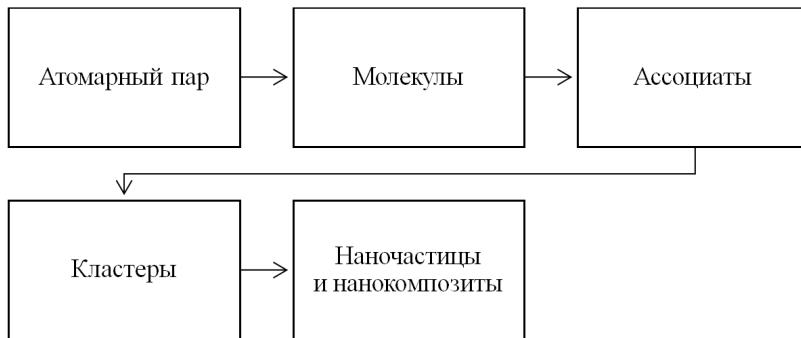 Атомарный пар
Молекулы
Ассоциаты
Кластеры
Наночастицы
и нанокомпозиты